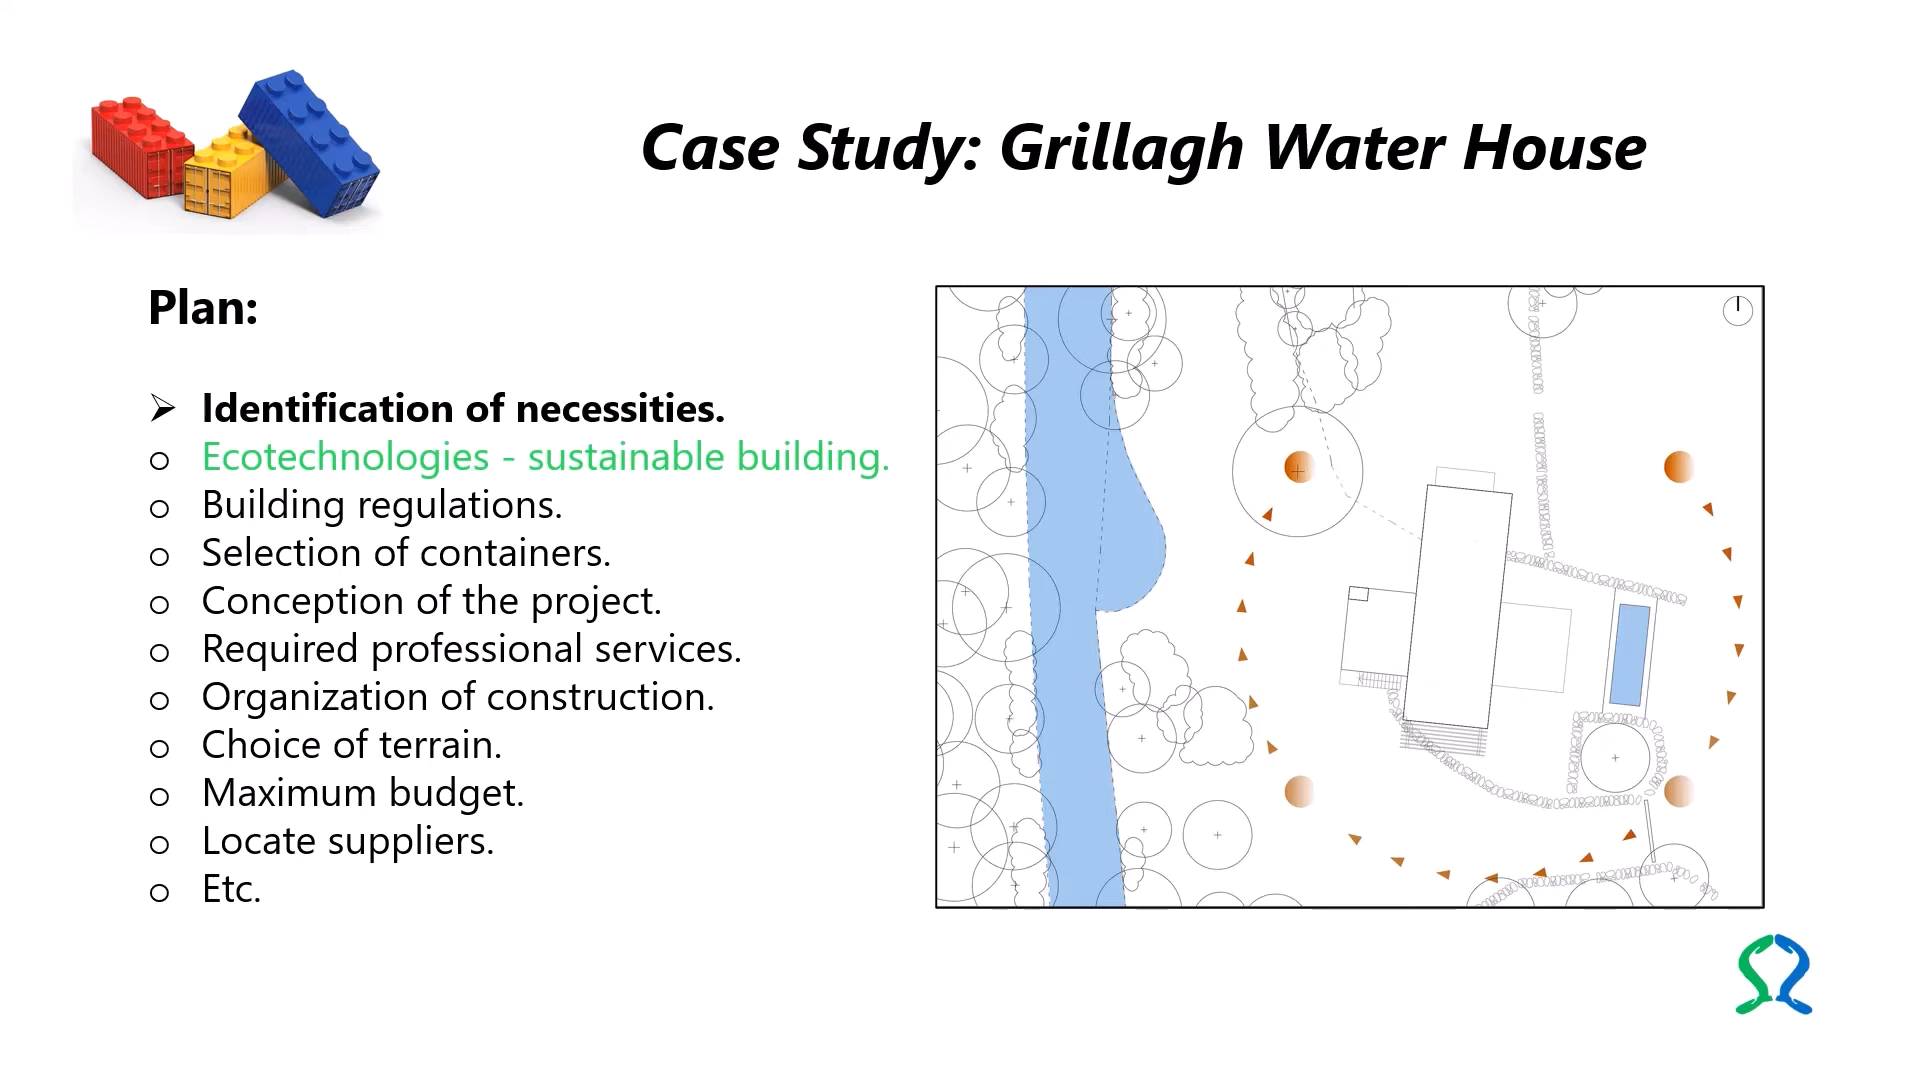 Case Study: Grillagh Water House
Plan:
➢ Identification of necessities.
o Ecotechnologies - sustainable building.
o Building regulations.
o Selection of containers.
o Conception of the project.
o Required professional services.
o Organization of construction.
o Choice of terrain.
o Maximum budget.
o Locate suppliers.
o Etc.